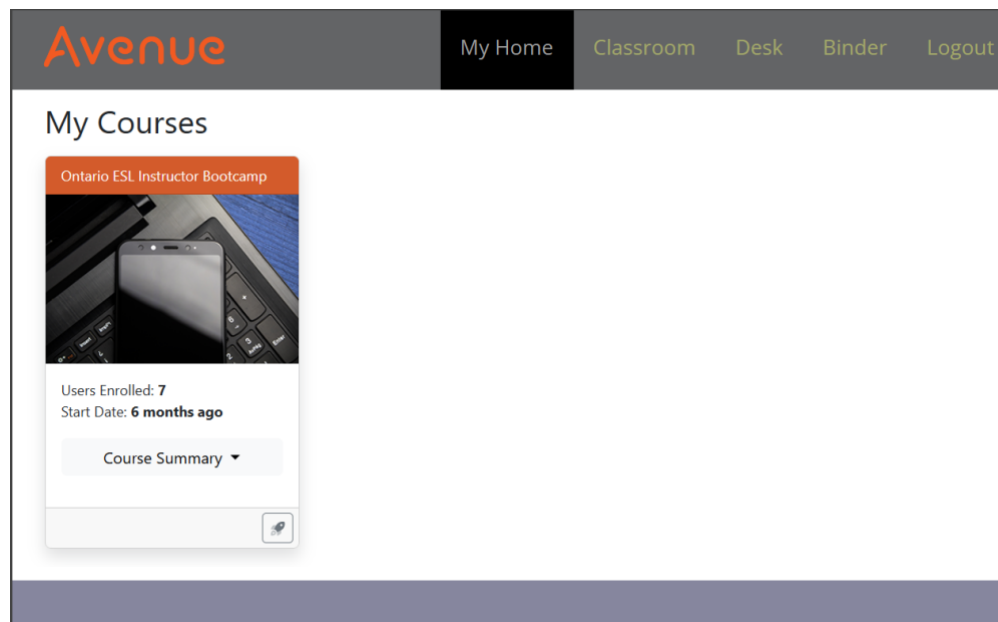 Avenue
My Home
Classroom
Desk
Binder
Logout
My Courses
Ontario ESL Instructor Bootcamp
Users Enrolled: 7
Start Date: 6 months ago
Course Summary